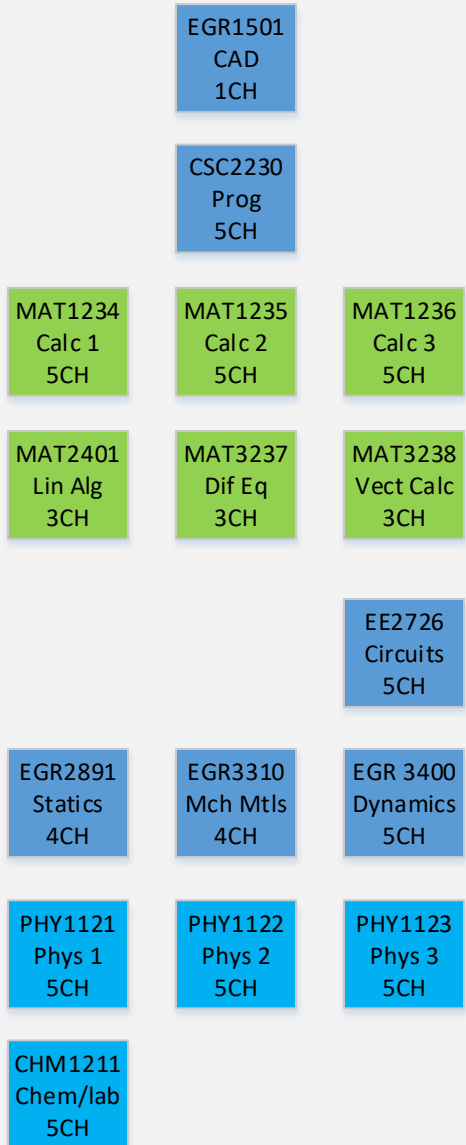 EGR1501
CAD
1CH
CSC2230
Prog
5CH
MAT1234
Calc 1
5CH
MAT1235
Calc 2
5CH
MAT1236
Calc 3
5CH
MAT2401
Lin Alg
3CH
MAT3237
Dif Eq
3CH
MAT3238
Vect Calc
3CH
EE2726
Circuits
5CH
EGR2891
Statics
4CH
EGR3310
Mch Mtls
4CH
EGR 3400
Dynamics
5CH
PHY1121
Phys 1
5CH
PHY1122
Phys 2
5CH
PHY1123
Phys 3
5CH
CHM1211
Chem/lab
5CH